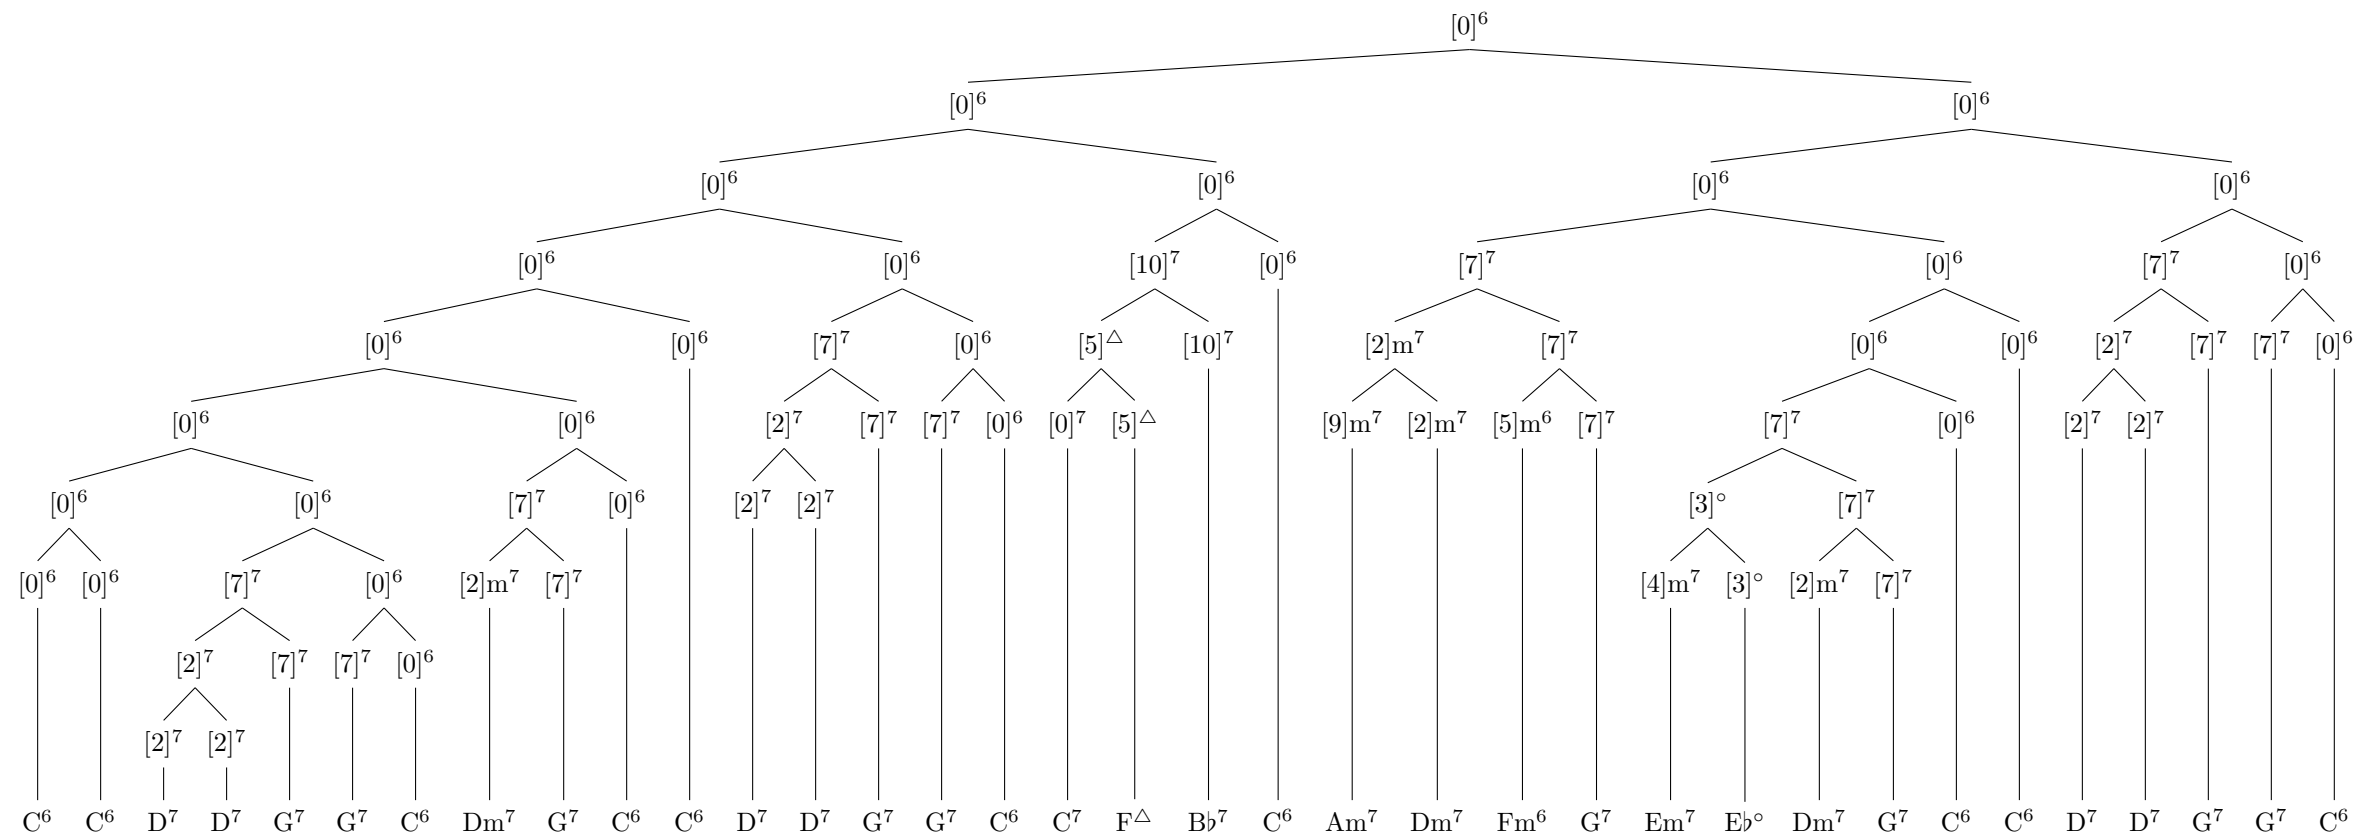 [0]⁶
[0]⁶ [0]⁶
[0]⁶ [0]⁶ [0]⁶ [0]⁶
[0]⁶ [0]⁶ [10]⁷ [0]⁶ [7]⁷ [0]⁶ [7]⁷ [0]⁶
[0]⁶ [0]⁶ [7]⁷ [0]⁶ [5]△ [10]⁷ [2]m⁷ [7]⁷ [0]⁶ [0]⁶ [2]⁷ [7]⁷ [7]⁷ [0]⁶
[0]⁶ [0]⁶ [2]⁷ [7]⁷ [7]⁷ [0]⁶ [0]⁷ [5]△ [9]m⁷ [2]m⁷ [5]m⁶ [7]⁷ [7]⁷ [0]⁶ [2]⁷ [2]⁷
[0]⁶ [0]⁶ [7]⁷ [0]⁶ [2]⁷ [2]⁷ [3]° [7]⁷
[0]⁶ [0]⁶ [7]⁷ [0]⁶ [2]m⁷ [7]⁷ [4]m⁷ [3]° [2]m⁷ [7]⁷
[2]⁷ [7]⁷ [7]⁷ [0]⁶
[2]⁷ [2]⁷
C⁶ C⁶ D⁷ D⁷ G⁷ G⁷ C⁶ Dm⁷ G⁷ C⁶ C⁶ D⁷ D⁷ G⁷ G⁷ C⁶ C⁷ F△ B♭⁷ C⁶ Am⁷ Dm⁷ Fm⁶ G⁷ Em⁷ E♭° Dm⁷ G⁷ C⁶ C⁶ D⁷ D⁷ G⁷ G⁷ C⁶